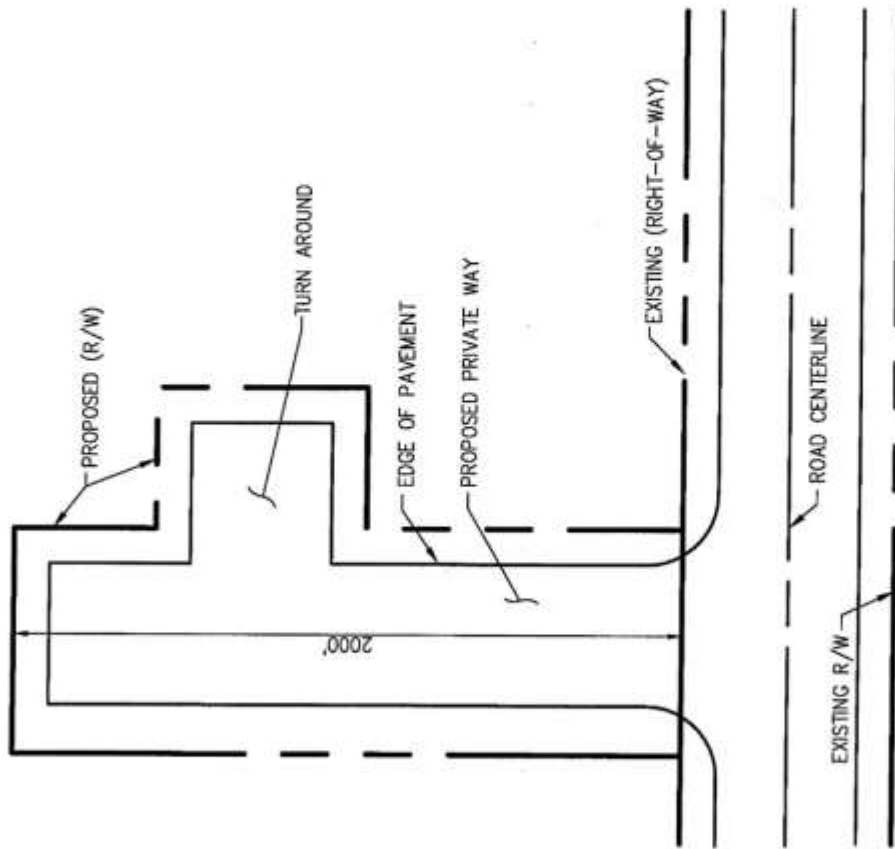 PROPOSED (R/W)
TURN AROUND
EDGE OF PAVEMENT
PROPOSED PRIVATE WAY
2000'
EXISTING (RIGHT-OF-WAY)
ROAD CENTERLINE
EXISTING R/W